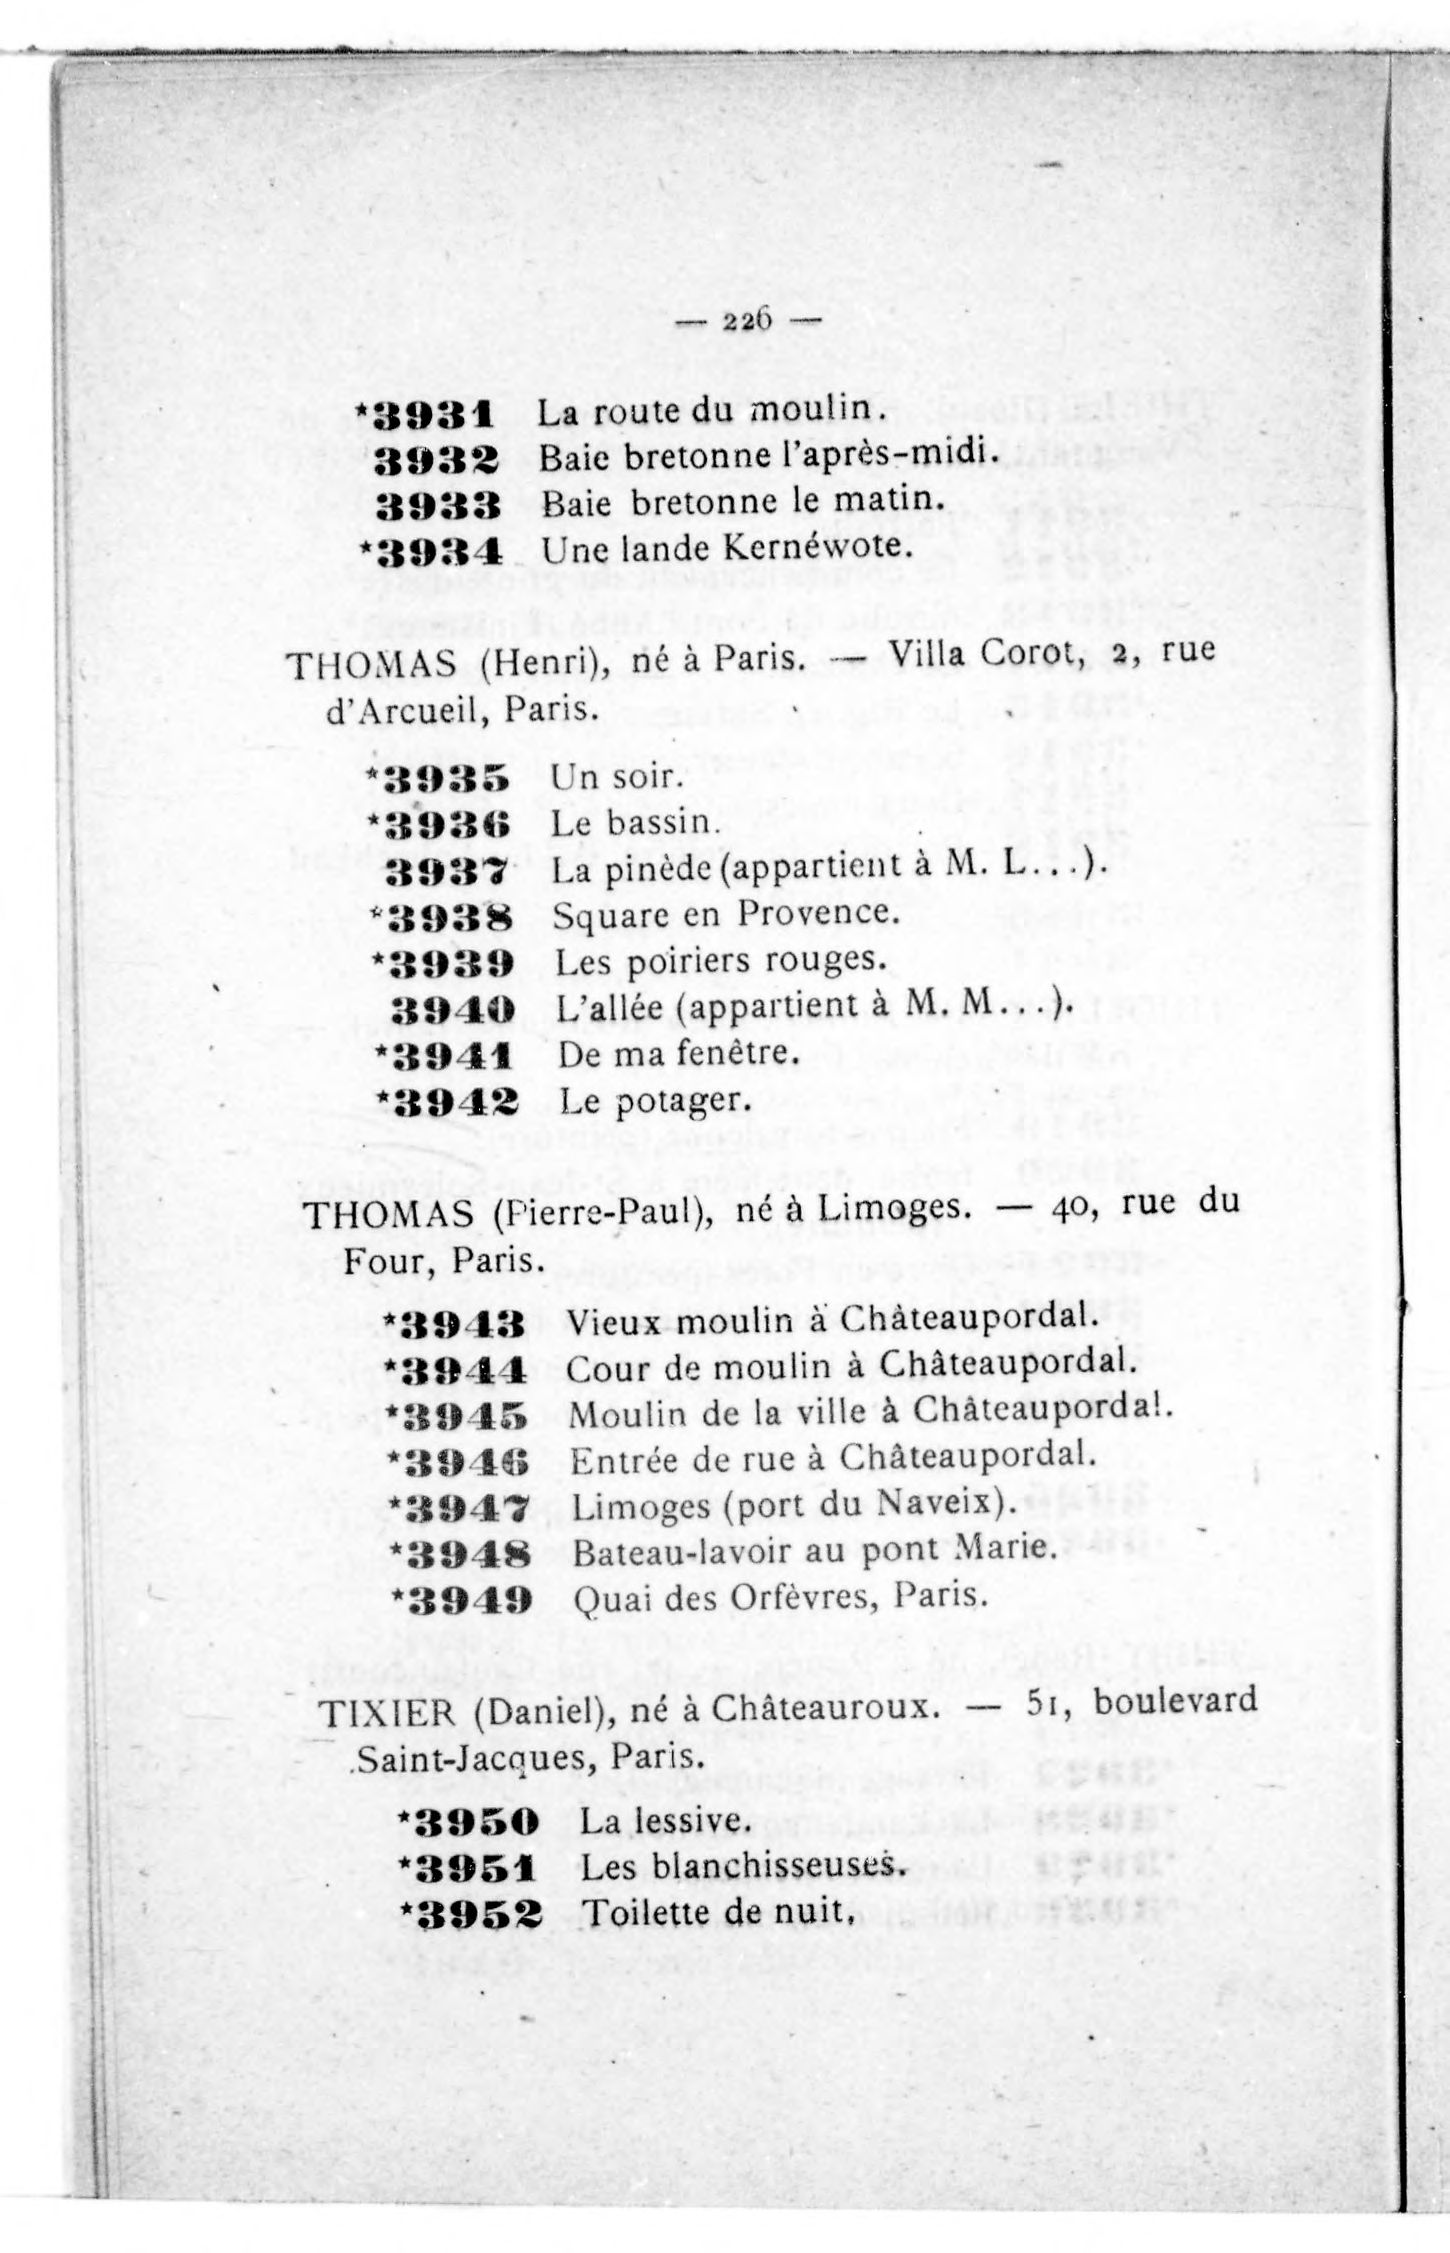 — 226 —
*3931 La route du moulin.
3932 Baie bretonne l'après-midi.
3933 Baie bretonne le matin.
*3934 Une lande Kernéwote.
THOMAS (Henri), né à Paris. — Villa Corot, 2, rue
d'Arcueil, Paris.
*3935 Un soir.
*3936 Le bassin.
3937 La pinède (appartient à M. L...).
*3938 Square en Provence.
*3939 Les poiriers rouges.
3940 L'allée (appartient à M. M...).
*3941 De ma fenêtre.
*3942 Le potager.
THOMAS (Pierre-Paul), né à Limoges. — 40, rue du
Four, Paris.
*3943 Vieux moulin à Châteaupordal.
*3944 Cour de moulin à Châteaupordal.
*3945 Moulin de la ville à Châteaupordal.
*3946 Entrée de rue à Châteaupordal.
*3947 Limoges (port du Naveix).
*3948 Bateau-lavoir au pont Marie.
*3949 Quai des Orfèvres, Paris.
TIXIER (Daniel), né à Châteauroux. — 51, boulevard
Saint-Jacques, Paris.
*3950 La lessive.
*3951 Les blanchisseuses.
*3952 Toilette de nuit.